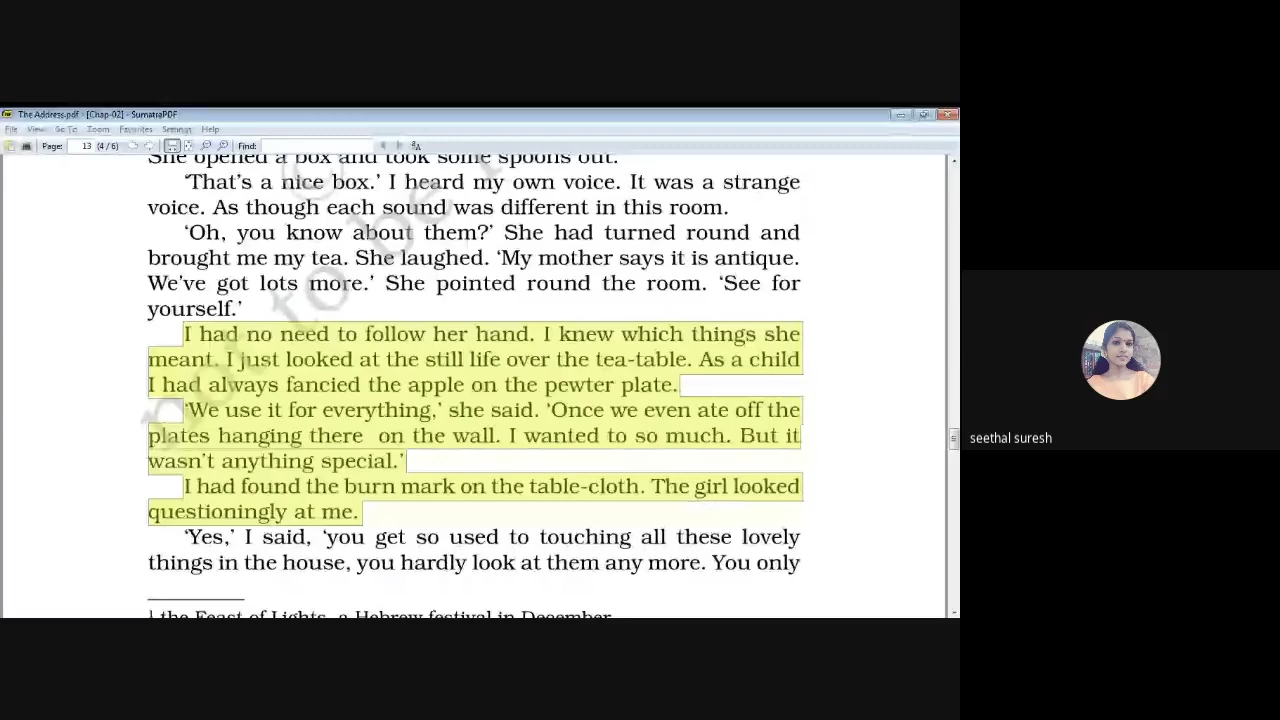 The Address.pdf - [Chap-02] - SumatraPDF
File View Go To Zoom Favorites Settings Help
Page: 13 (4 / 6) Find:
She opened a box and took some spoons out.
'That's a nice box.' I heard my own voice. It was a strange
voice. As though each sound was different in this room.
'Oh, you know about them?' She had turned round and
brought me my tea. She laughed. 'My mother says it is antique.
We've got lots more.' She pointed round the room. 'See for
yourself.'
I had no need to follow her hand. I knew which things she
meant. I just looked at the still life over the tea-table. As a child
I had always fancied the apple on the pewter plate.
'We use it for everything,' she said. 'Once we even ate off the
plates hanging there on the wall. I wanted to so much. But it
wasn't anything special.'
I had found the burn mark on the table-cloth. The girl looked
questioningly at me.
'Yes,' I said, 'you get so used to touching all these lovely
things in the house, you hardly look at them any more. You only
1 the Feast of Lights, a Hebrew festival in December
© not to be
seethal suresh